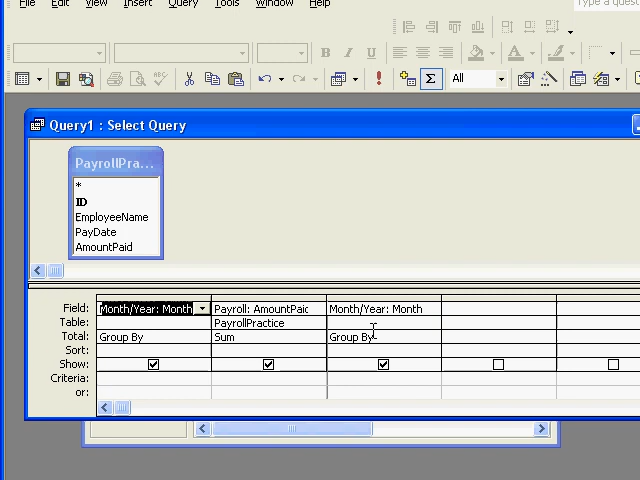 File Edit View Insert Query Tools Window Help Type a quest
B I U
Σ All
Query1 : Select Query
PayrollPra...
*
ID
EmployeeName
PayDate
AmountPaid
Field: Month/Year: Month Payroll: AmountPaid Month/Year: Month
Table: PayrollPractice
Total: Group By Sum Group By
Sort:
Show:
Criteria:
or: